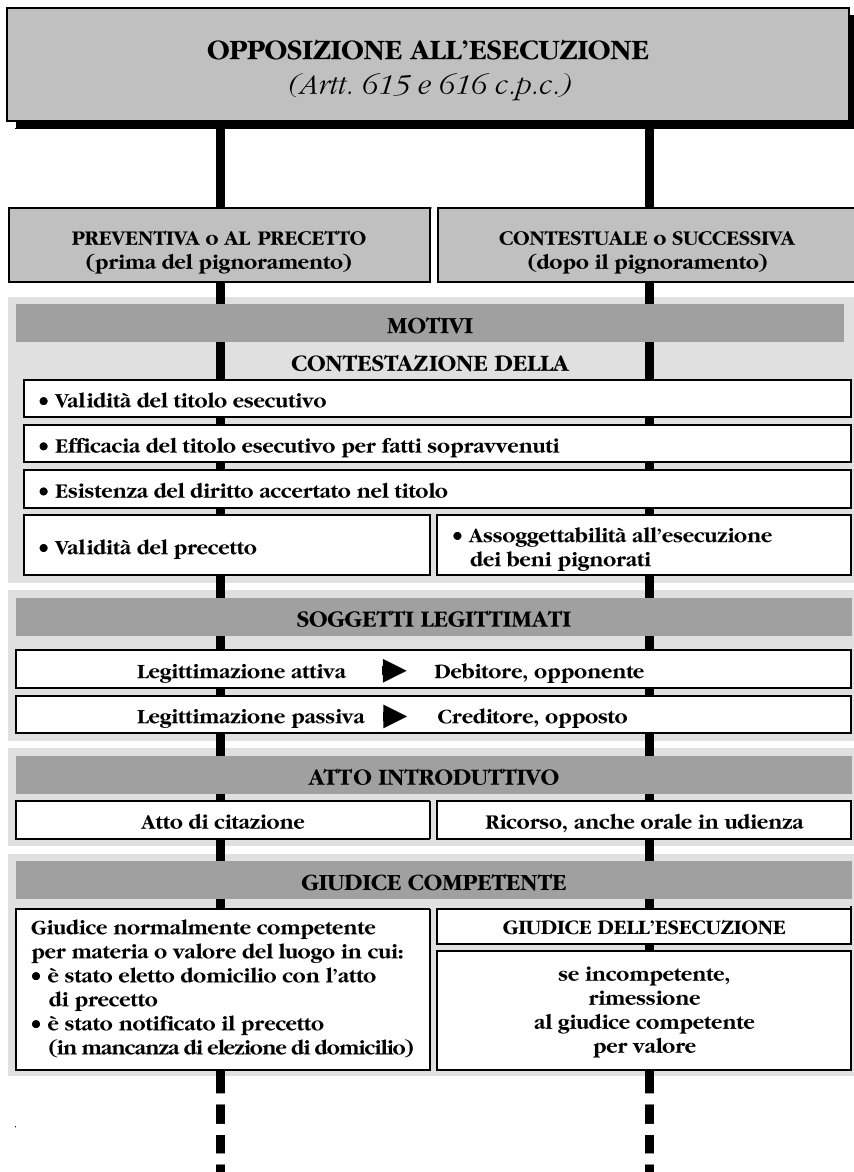 OPPOSIZIONE ALL'ESECUZIONE
(Artt. 615 e 616 c.p.c.)
PREVENTIVA o AL PRECETTO
(prima del pignoramento)
CONTESTUALE o SUCCESSIVA
(dopo il pignoramento)
MOTIVI
CONTESTAZIONE DELLA
• Validità del titolo esecutivo
• Efficacia del titolo esecutivo per fatti sopravvenuti
• Esistenza del diritto accertato nel titolo
• Validità del precetto
• Assoggettabilità all'esecuzione
dei beni pignorati
SOGGETTI LEGITTIMATI
Legittimazione attiva ► Debitore, opponente
Legittimazione passiva ► Creditore, opposto
ATTO INTRODUTTIVO
Atto di citazione
Ricorso, anche orale in udienza
GIUDICE COMPETENTE
Giudice normalmente competente
per materia o valore del luogo in cui:
• è stato eletto domicilio con l'atto
di precetto
• è stato notificato il precetto
(in mancanza di elezione di domicilio)
GIUDICE DELL'ESECUZIONE
se incompetente,
rimessione
al giudice competente
per valore